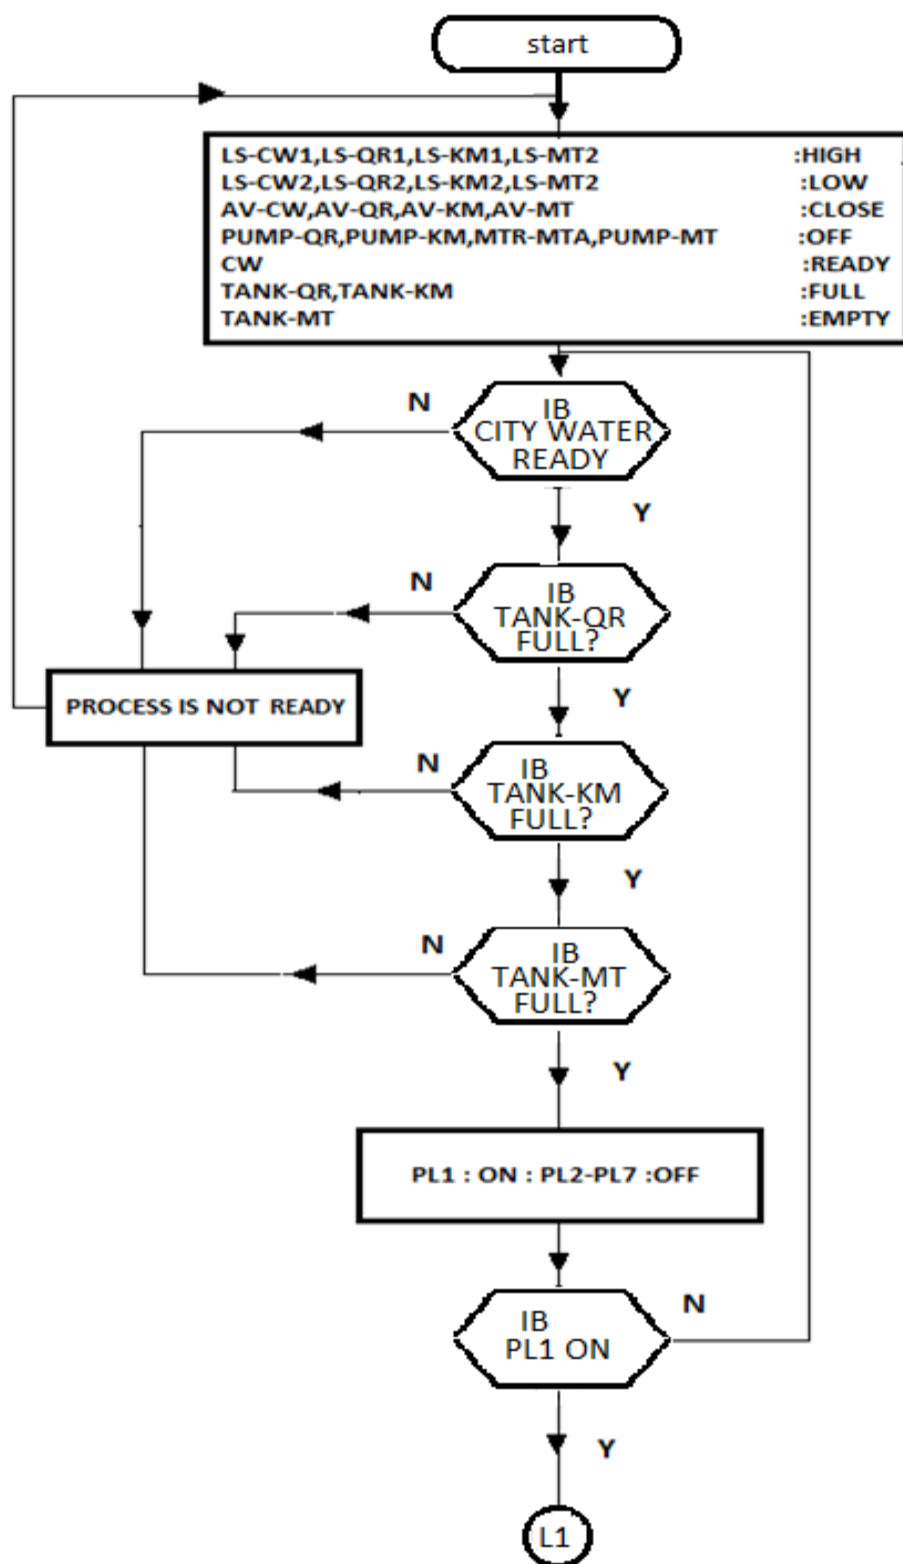 start
LS-CW1,LS-QR1,LS-KM1,LS-MT2 :HIGH
LS-CW2,LS-QR2,LS-KM2,LS-MT2 :LOW
AV-CW,AV-QR,AV-KM,AV-MT :CLOSE
PUMP-QR,PUMP-KM,MTR-MTA,PUMP-MT :OFF
CW :READY
TANK-QR,TANK-KM :FULL
TANK-MT :EMPTY
N
IB
CITY WATER
READY
Y
N
IB
TANK-QR
FULL?
Y
PROCESS IS NOT READY
N
IB
TANK-KM
FULL?
Y
N
IB
TANK-MT
FULL?
Y
PL1 : ON : PL2-PL7 :OFF
N
IB
PL1 ON
Y
L1